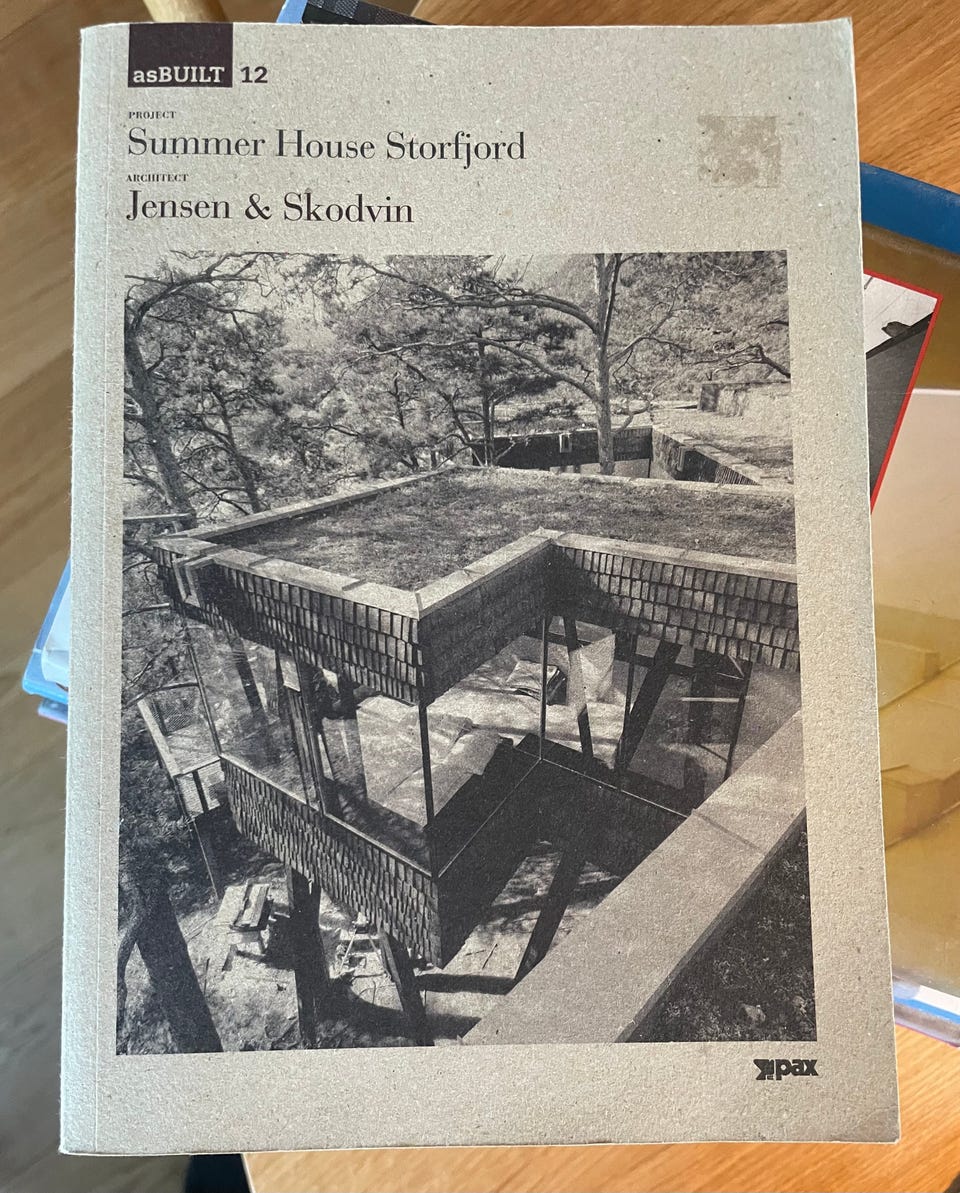 asBUILT 12
PROJECT
Summer House Storfjord
ARCHITECT
Jensen & Skodvin
pax